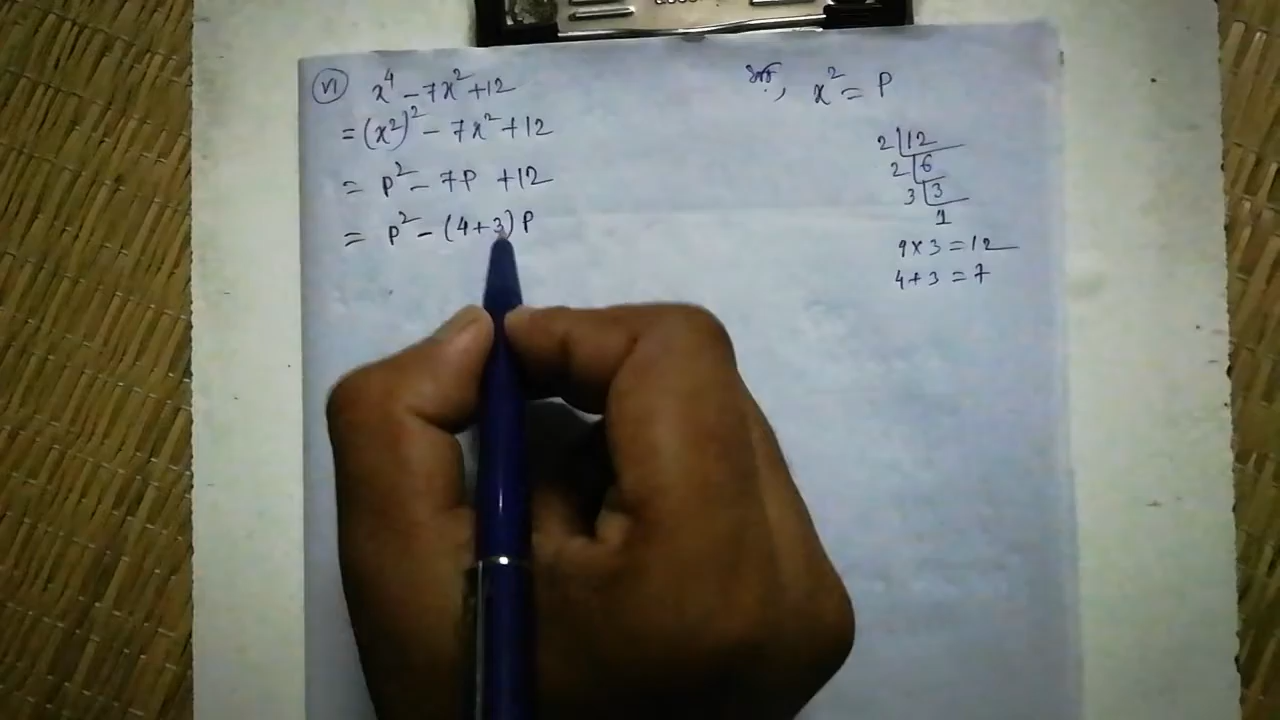 (vi) x⁴ - 7x² + 12
= (x²)² - 7x² + 12
= P² - 7P + 12
= P² - (4+3)P
ধরি, x² = P
2 12
2 6
3 3
1
4 × 3 = 12
4 + 3 = 7